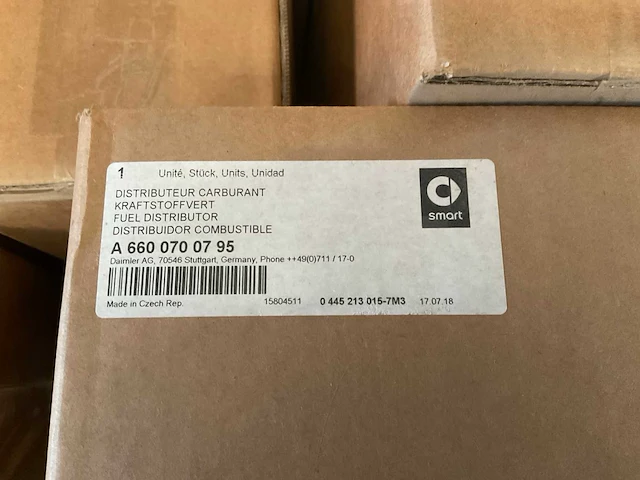 1 Unité, Stück, Units, Unidad
DISTRIBUTEUR CARBURANT
KRAFTSTOFFVERT
FUEL DISTRIBUTOR
DISTRIBUIDOR COMBUSTIBLE
A 660 070 07 95
Daimler AG, 70546 Stuttgart, Germany, Phone ++49(0)711 / 17-0
Made in Czech Rep. 15804511 0 445 213 015-7M3 17.07.18
smart